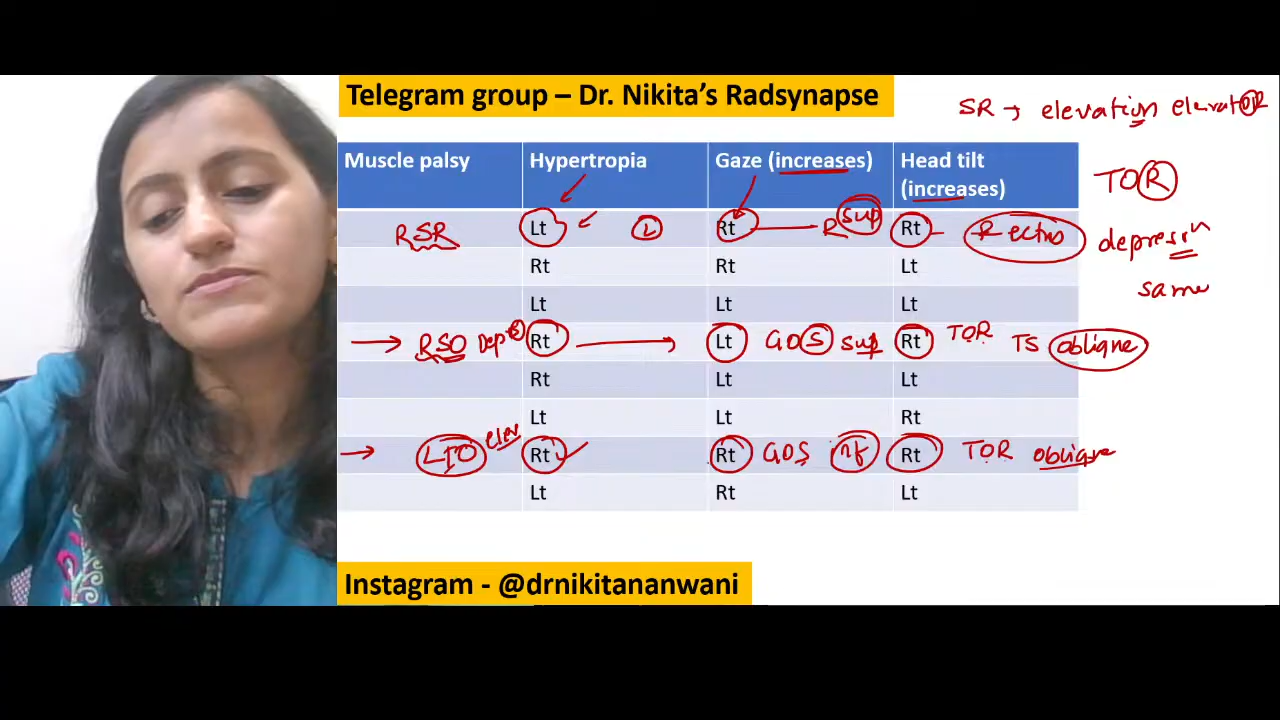 Telegram group – Dr. Nikita's Radsynapse
SR → elevation elevatOR
Muscle palsy Hypertropia Gaze (increases) Head tilt (increases)
TOR
RSR Lt Rt R sup Rt Rectus
depression
Rt Rt Lt
same
Lt Lt Lt
→ RSO Dep Rt → Lt GOS sup Rt TOR TS oblique
Rt Lt Lt
Lt Lt Rt
→ LIO elev Rt Rt GOS Inf Rt TOR oblique
Lt Rt Lt
Instagram - @drnikitananwani